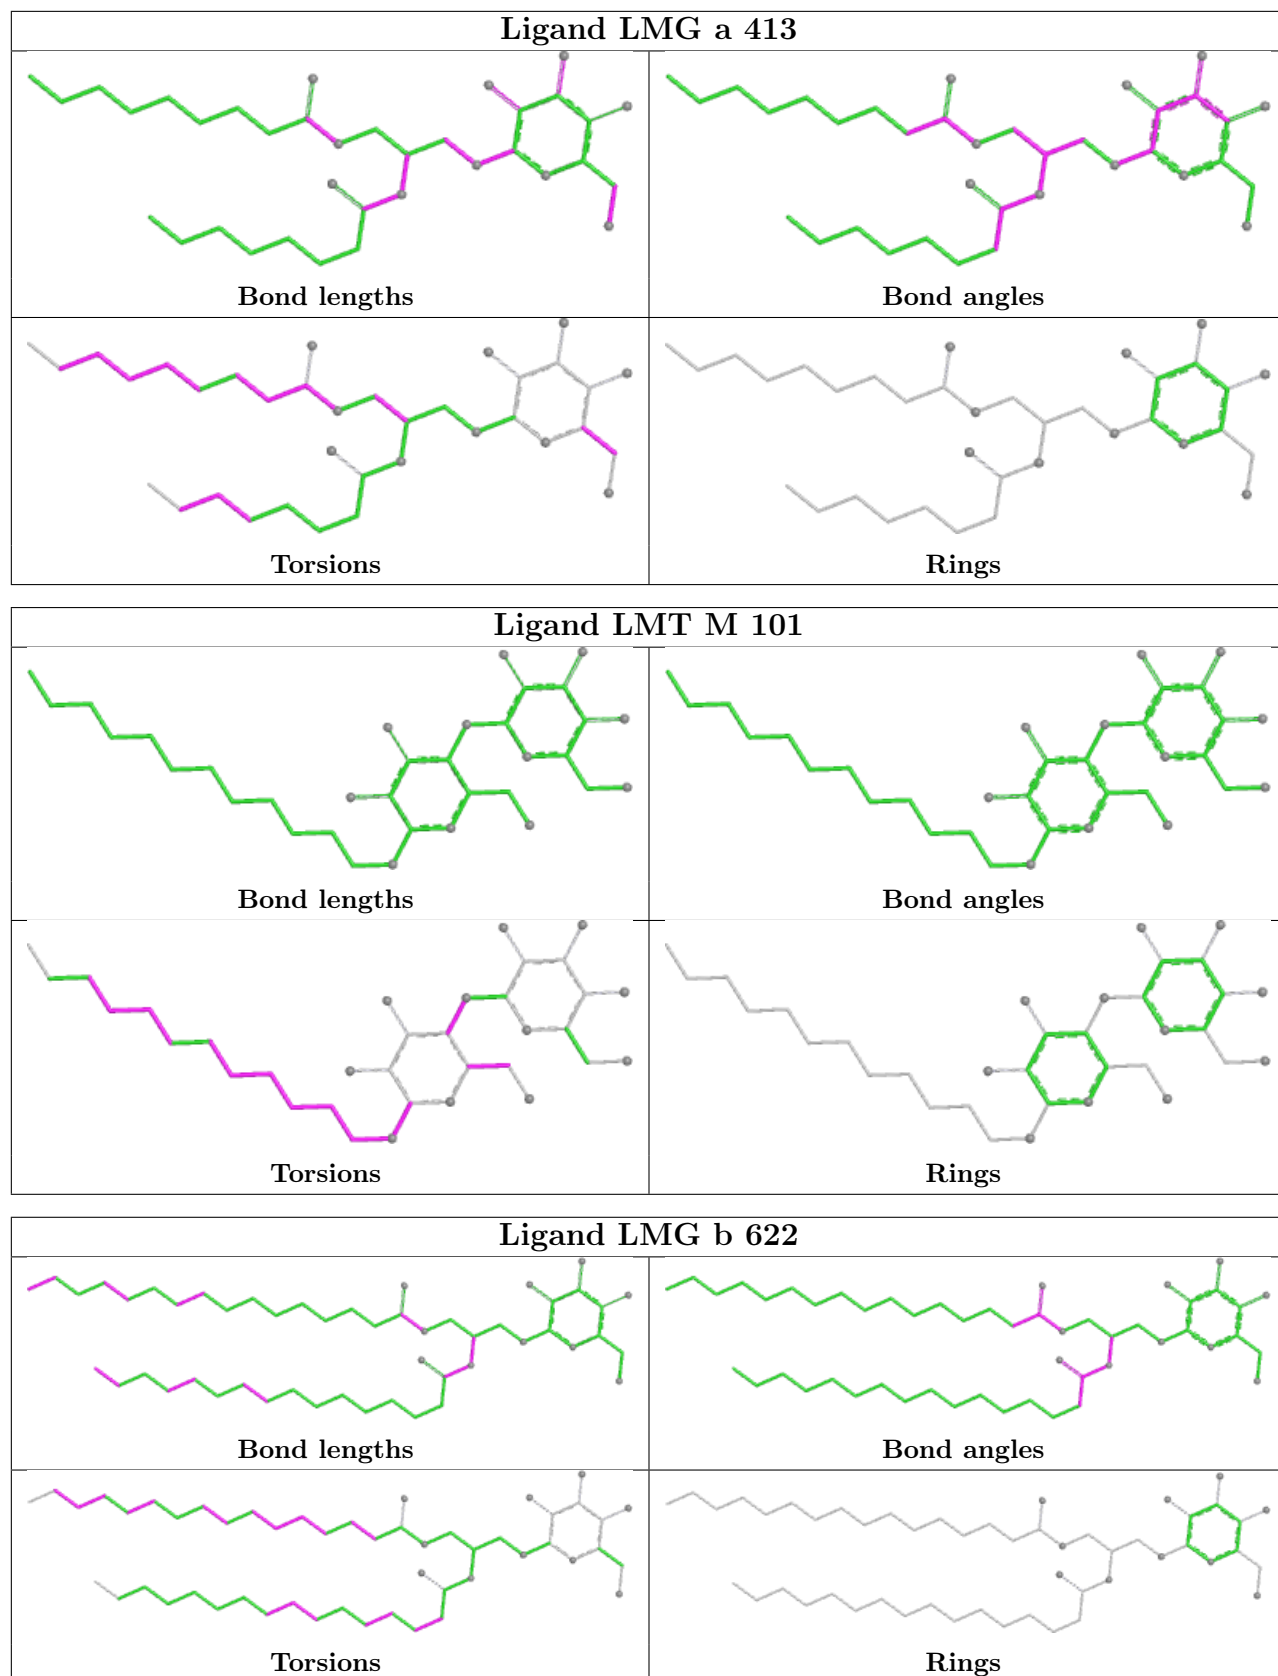 Ligand LMG a 413
Bond lengths
Bond angles
Torsions
Rings
Ligand LMT M 101
Bond lengths
Bond angles
Torsions
Rings
Ligand LMG b 622
Bond lengths
Bond angles
Torsions
Rings